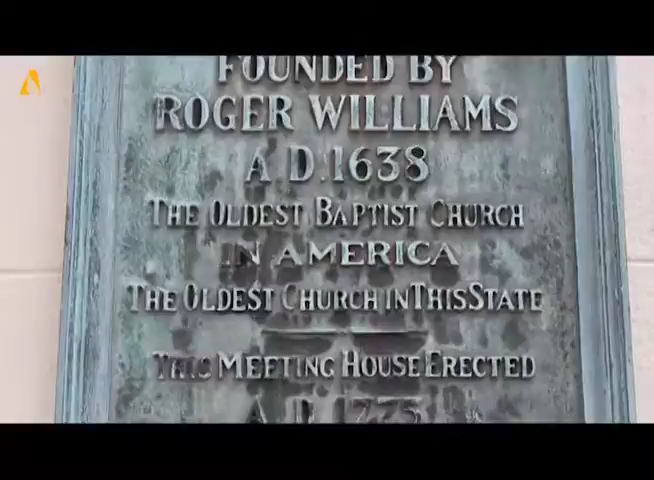 FOUNDED BY
ROGER WILLIAMS
A.D. 1638
THE OLDEST BAPTIST CHURCH
IN AMERICA
THE OLDEST CHURCH IN THIS STATE
THIS MEETING HOUSE ERECTED
A.D. 1775